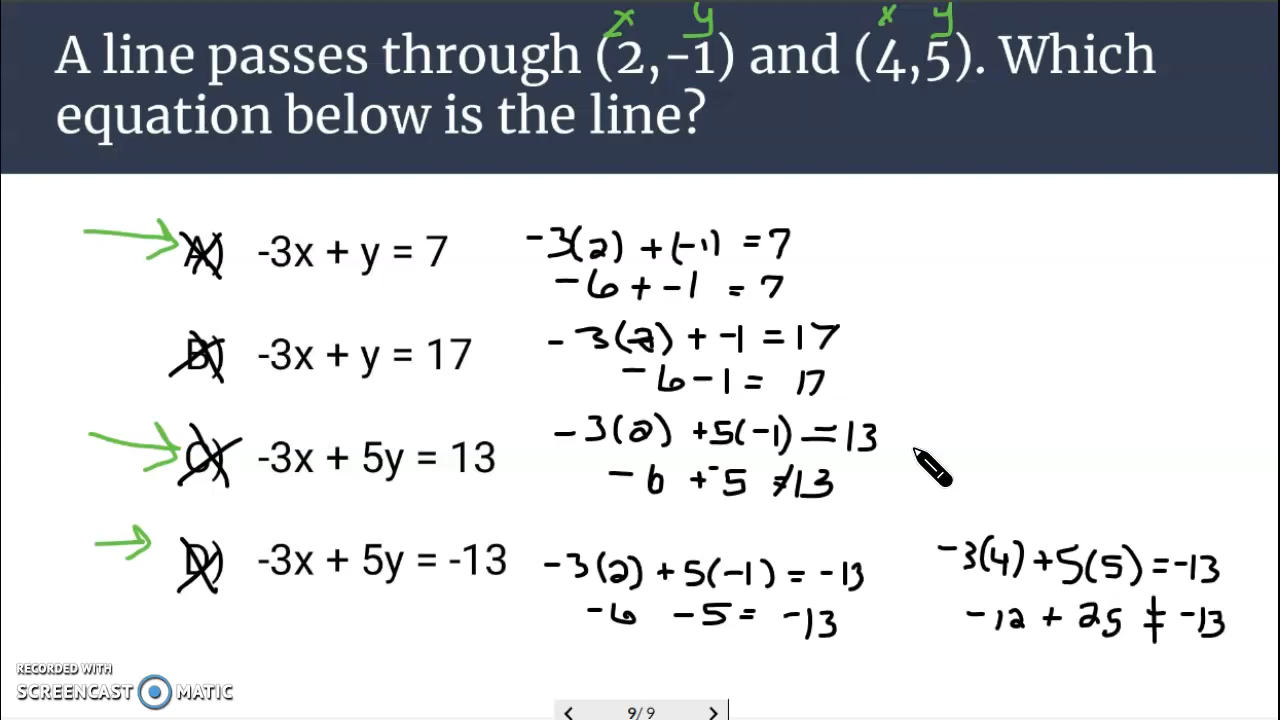 x y x y
A line passes through (2,-1) and (4,5). Which
equation below is the line?
A) -3x + y = 7 -3(2) + (-1) = 7
-6 + -1 = 7
B) -3x + y = 17 -3(2) + -1 = 17
-6 -1 = 17
C) -3x + 5y = 13 -3(2) +5(-1) = 13
-6 + -5 ≠ 13
D) -3x + 5y = -13 -3(2) + 5(-1) = -13 -3(4) + 5(5) = -13
-6 -5 = -13 -12 + 25 ≠ -13
RECORDED WITH
SCREENCAST MATIC
9/9